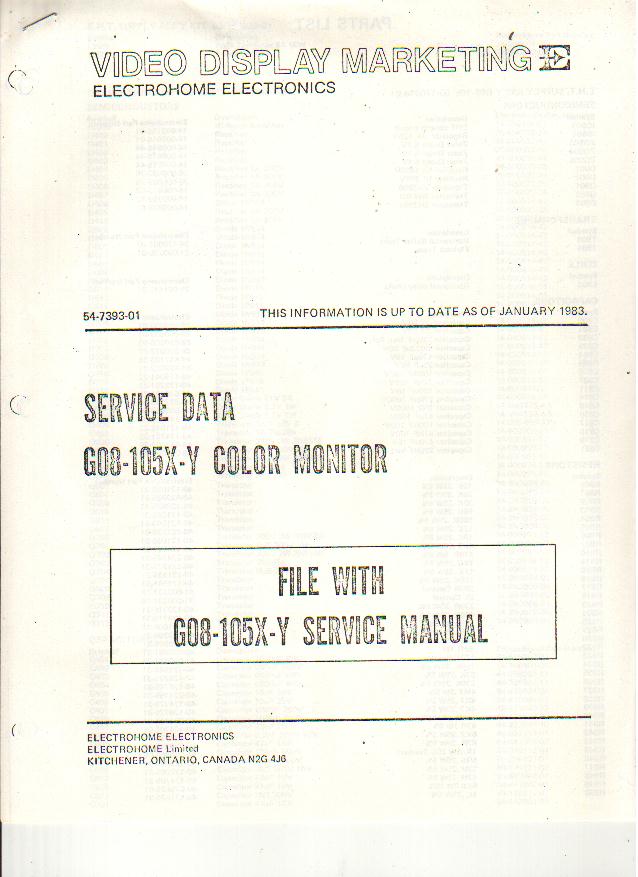 VIDEO DISPLAY MARKETING
ELECTROHOME ELECTRONICS
54-7393-01
THIS INFORMATION IS UP TO DATE AS OF JANUARY 1983.
SERVICE DATA
G08-105X-Y COLOR MONITOR
FILE WITH
G08-105X-Y SERVICE MANUAL
ELECTROHOME ELECTRONICS
ELECTROHOME Limited
KITCHENER, ONTARIO, CANADA N2G 4J6